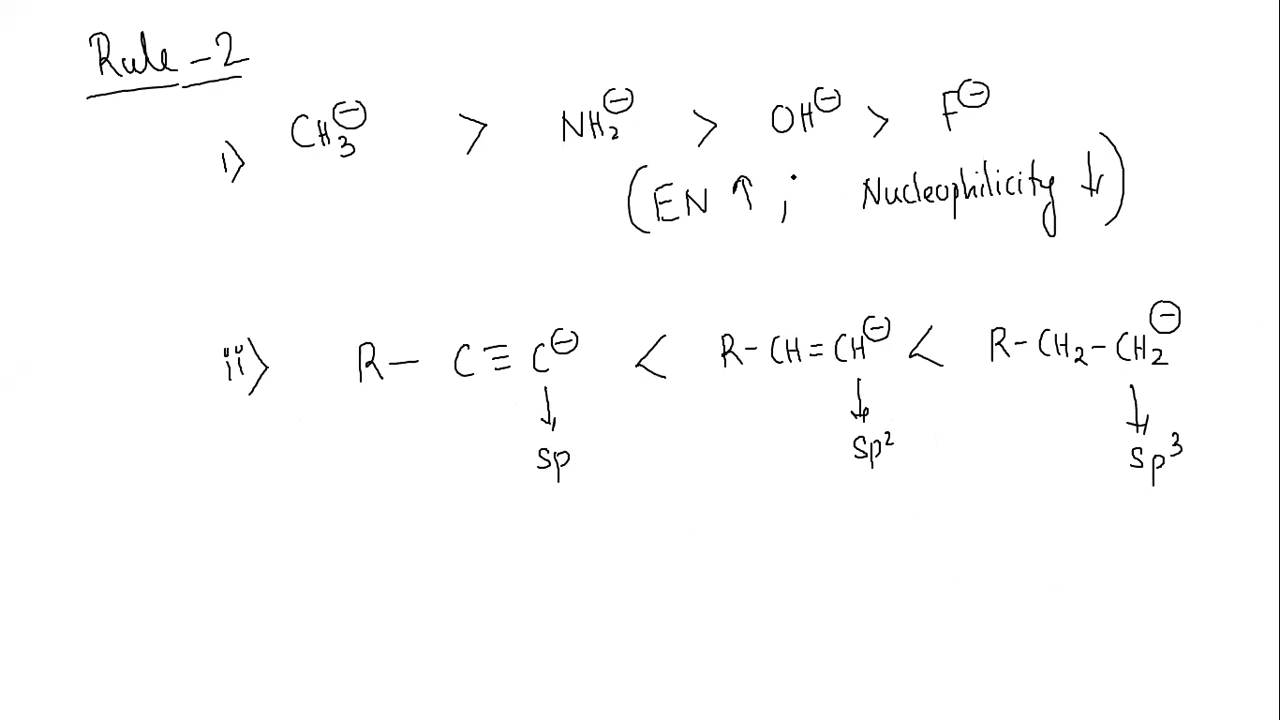 Rule-2
i) CH₃⊖ > NH₂⊖ > OH⊖ > F⊖
(EN ↑ ; Nucleophilicity ↓)
ii) R-C≡C⊖ < R-CH=CH⊖ < R-CH₂-CH₂⊖
↓ ↓ ↓
sp sp² sp³